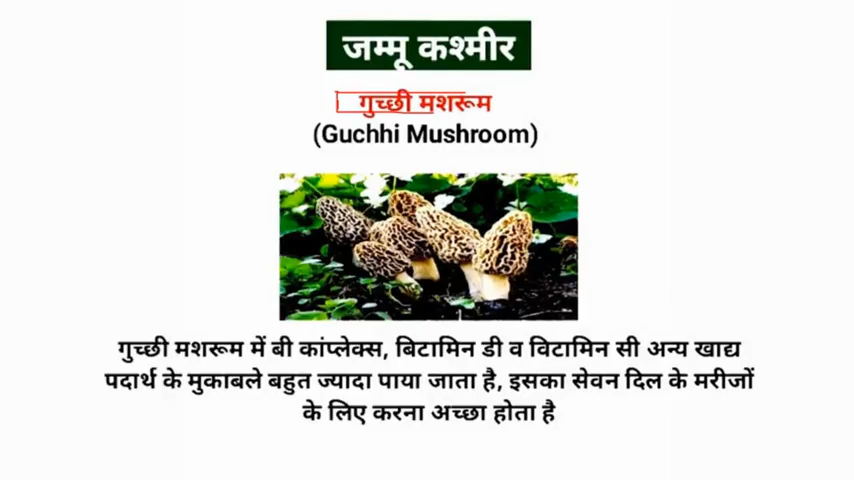 जम्मू कश्मीर
गुच्छी मशरूम
(Guchhi Mushroom)
गुच्छी मशरूम में बी कांप्लेक्स, बिटामिन डी व विटामिन सी अन्य खाद्य
पदार्थ के मुकाबले बहुत ज्यादा पाया जाता है, इसका सेवन दिल के मरीजों
के लिए करना अच्छा होता है